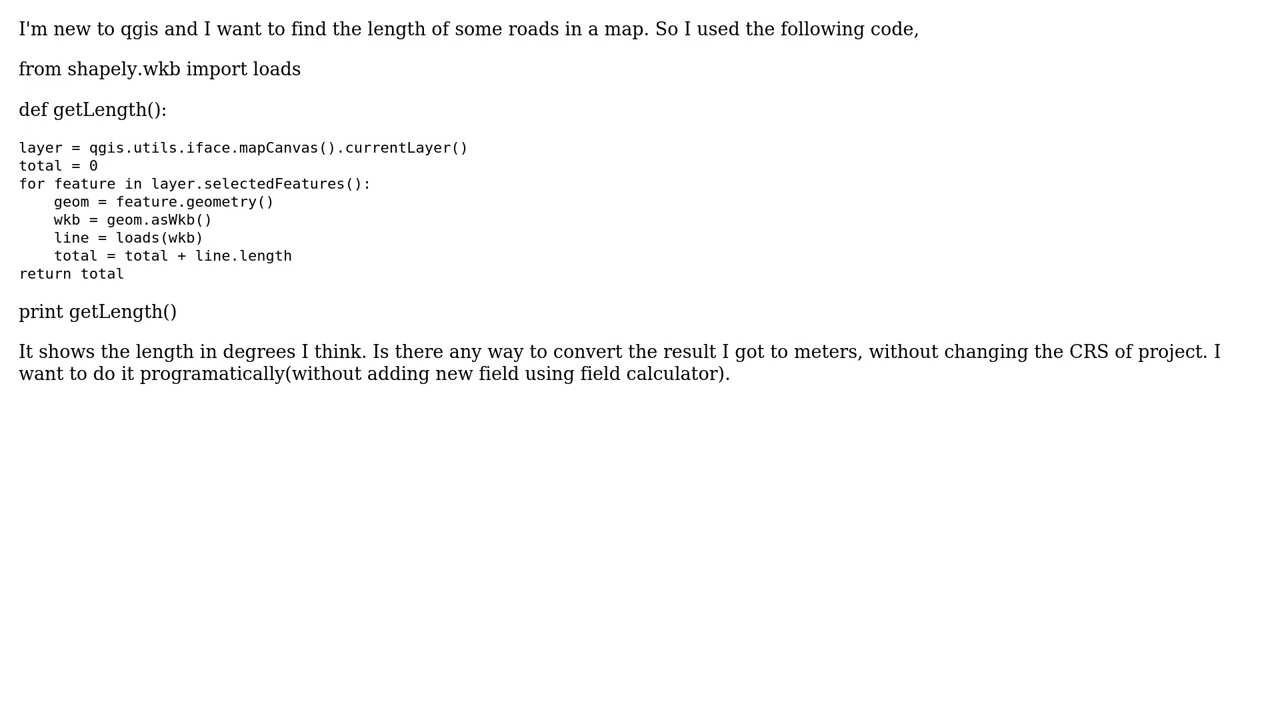 I'm new to qgis and I want to find the length of some roads in a map. So I used the following code,
from shapely.wkb import loads
def getLength():
layer = qgis.utils.iface.mapCanvas().currentLayer()
total = 0
for feature in layer.selectedFeatures():
    geom = feature.geometry()
    wkb = geom.asWkb()
    line = loads(wkb)
    total = total + line.length
return total
print getLength()
It shows the length in degrees I think. Is there any way to convert the result I got to meters, without changing the CRS of project. I
want to do it programatically(without adding new field using field calculator).